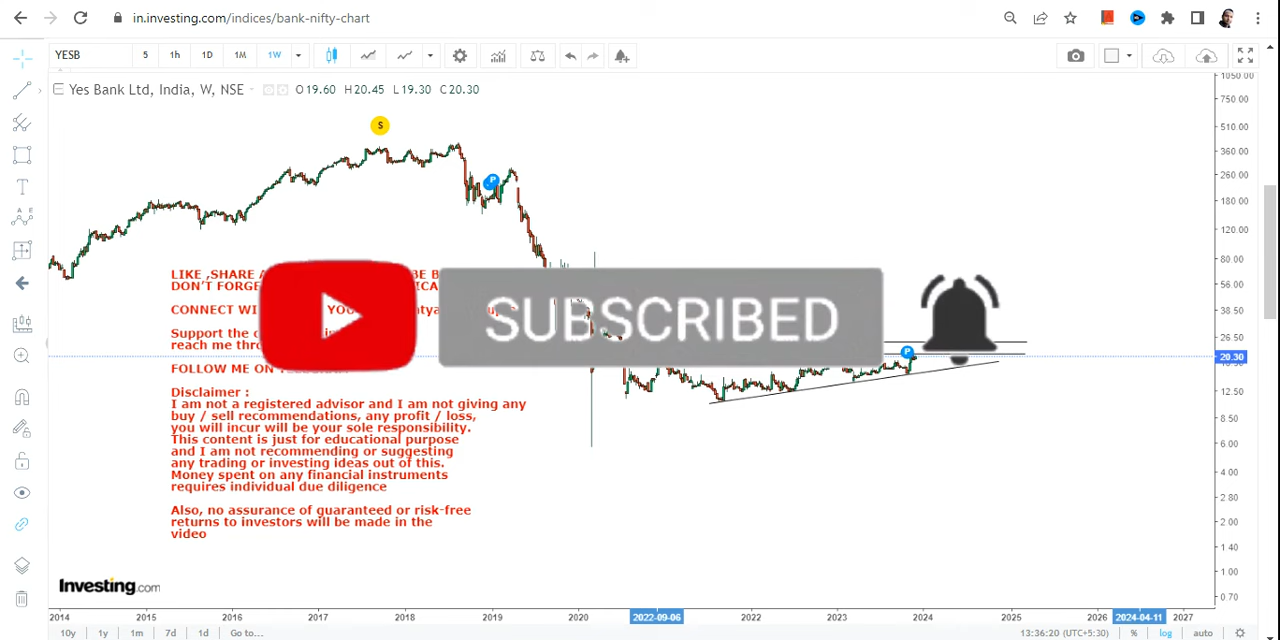 in.investing.com/indices/bank-nifty-chart
YESB 5 1h 1D 1M 1W
Yes Bank Ltd, India, W, NSE O19.60 H20.45 L19.30 C20.30
1050.00
750.00
510.00
360.00
260.00
180.00
120.00
80.00
56.00
38.50
26.50
20.30
12.50
8.50
6.00
4.00
2.80
2.00
1.40
1.00
0.70
S
P
P
LIKE ,SHARE
DON'T
CONNECT
Support the
reach me
FOLLOW ME ON
SUBSCRIBED
Disclaimer :
I am not a registered advisor and I am not giving any
buy / sell recommendations, any profit / loss,
you will incur will be your sole responsibility.
This content is just for educational purpose
and I am not recommending or suggesting
any trading or investing ideas out of this.
Money spent on any financial instruments
requires individual due diligence
Also, no assurance of guaranteed or risk-free
returns to investors will be made in the
video
Investing.com
2014 2015 2016 2017 2018 2019 2020 2022-09-06 2022 2023 2024 2025 2026 2024-04-11 2027
10y 1y 1m 7d 1d Go to... 13:36:20 (UTC+5:30) % log auto